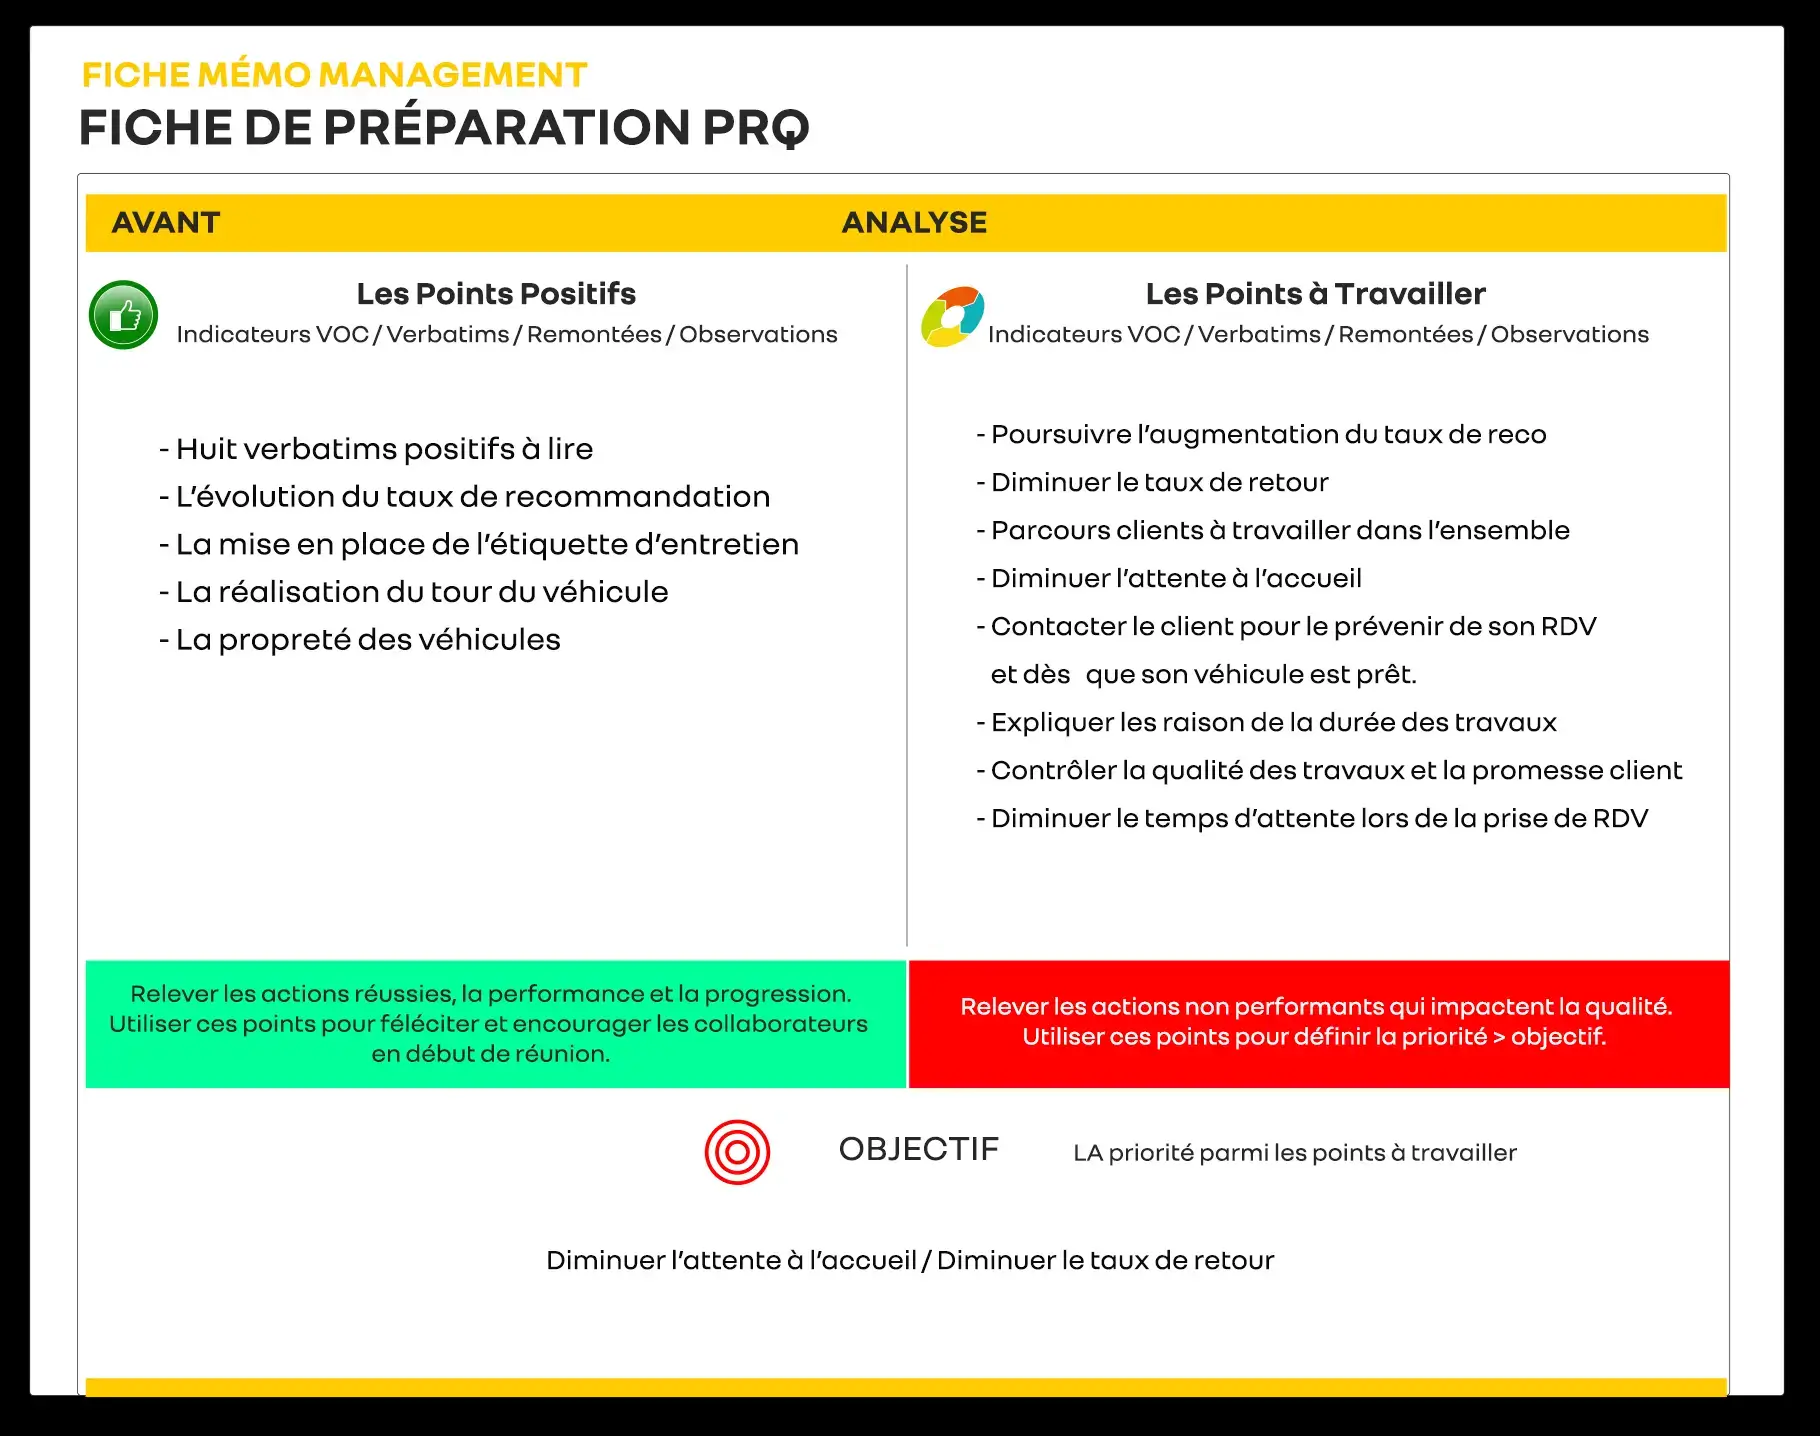 FICHE MÉMO MANAGEMENT
FICHE DE PRÉPARATION PRQ
AVANT
ANALYSE
Les Points Positifs
Indicateurs VOC / Verbatims / Remontées / Observations
- Huit verbatims positifs à lire
- L'évolution du taux de recommandation
- La mise en place de l'étiquette d'entretien
- La réalisation du tour du véhicule
- La propreté des véhicules
Les Points à Travailler
Indicateurs VOC / Verbatims / Remontées / Observations
- Poursuivre l'augmentation du taux de reco
- Diminuer le taux de retour
- Parcours clients à travailler dans l'ensemble
- Diminuer l'attente à l'accueil
- Contacter le client pour le prévenir de son RDV
et dès que son véhicule est prêt.
- Expliquer les raison de la durée des travaux
- Contrôler la qualité des travaux et la promesse client
- Diminuer le temps d'attente lors de la prise de RDV
Relever les actions réussies, la performance et la progression.
Utiliser ces points pour féléciter et encourager les collaborateurs
en début de réunion.
Relever les actions non performants qui impactent la qualité.
Utiliser ces points pour définir la priorité > objectif.
OBJECTIF
LA priorité parmi les points à travailler
Diminuer l'attente à l'accueil / Diminuer le taux de retour